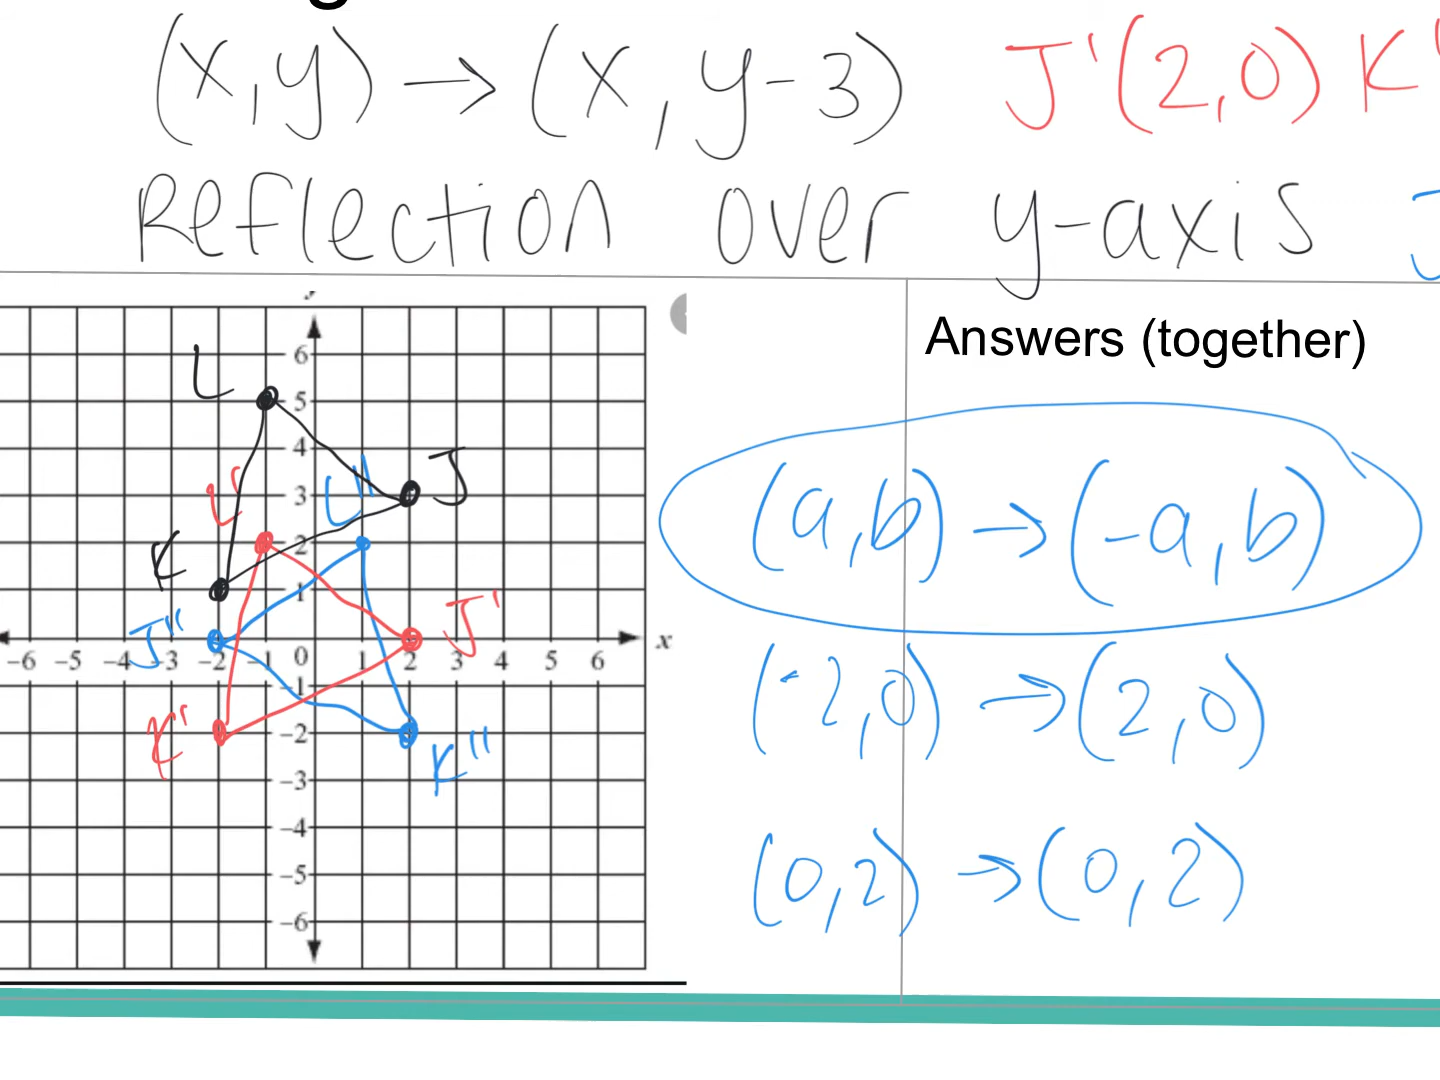 (x,y) → (x, y-3) J'(2,0) K'
Reflection over y-axis J
y
Answers (together)
6
L
5
4
L' L'' 3 J
K 2
1
J'' J'
-6 -5 -4 -3 -2 -1 0 1 2 3 4 5 6 x
-1
K' -2 K''
-3
-4
-5
-6
(a,b) → (-a,b)
(-2,0) → (2,0)
(0,2) → (0,2)